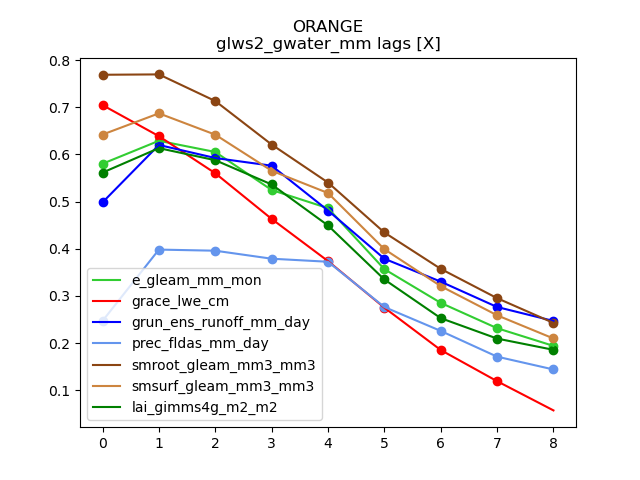 ORANGE
glws2_gwater_mm lags [X]
0.8
0.7
0.6
0.5
0.4
0.3
0.2
0.1
e_gleam_mm_mon
grace_lwe_cm
grun_ens_runoff_mm_day
prec_fldas_mm_day
smroot_gleam_mm3_mm3
smsurf_gleam_mm3_mm3
lai_gimms4g_m2_m2
0 1 2 3 4 5 6 7 8